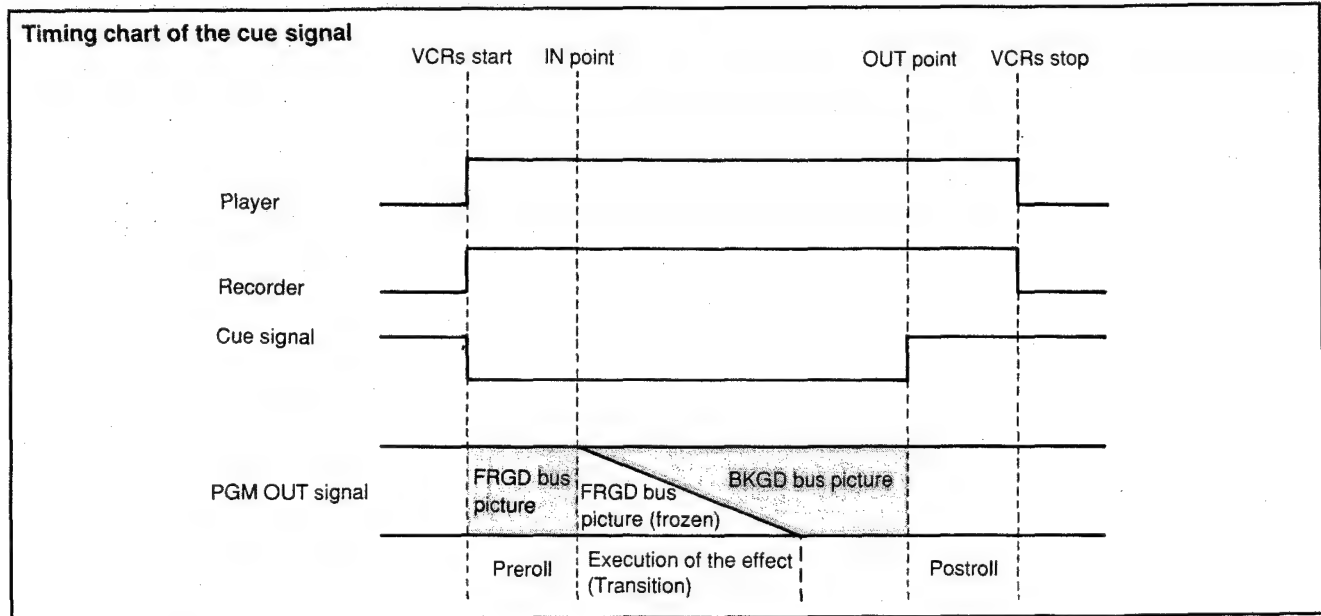 Timing chart of the cue signal
VCRs start IN point OUT point VCRs stop
Player
Recorder
Cue signal
PGM OUT signal
FRGD bus
picture
FRGD bus
picture (frozen)
BKGD bus picture
Preroll
Execution of the effect
(Transition)
Postroll